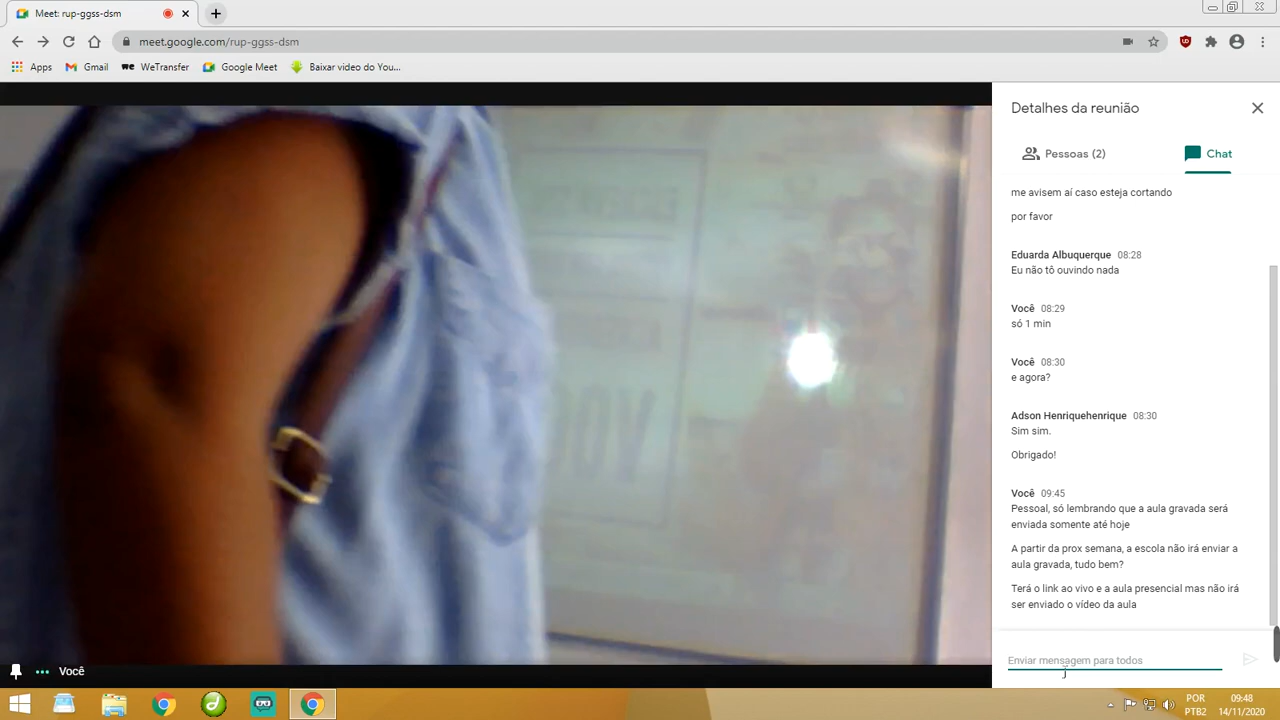 Meet: rup-ggss-dsm
meet.google.com/rup-ggss-dsm
Apps
Gmail
WeTransfer
Google Meet
Baixar video do You...
Detalhes da reunião
Pessoas (2)
Chat
me avisem aí caso esteja cortando
por favor
Eduarda Albuquerque 08:28
Eu não tô ouvindo nada
Você 08:29
só 1 min
Você 08:30
e agora?
Adson Henriquehenrique 08:30
Sim sim.
Obrigado!
Você 09:45
Pessoal, só lembrando que a aula gravada será
enviada somente até hoje
A partir da prox semana, a escola não irá enviar a
aula gravada, tudo bem?
Terá o link ao vivo e a aula presencial mas não irá
ser enviado o vídeo da aula
Enviar mensagem para todos
Você
POR
PTB2
09:48
14/11/2020